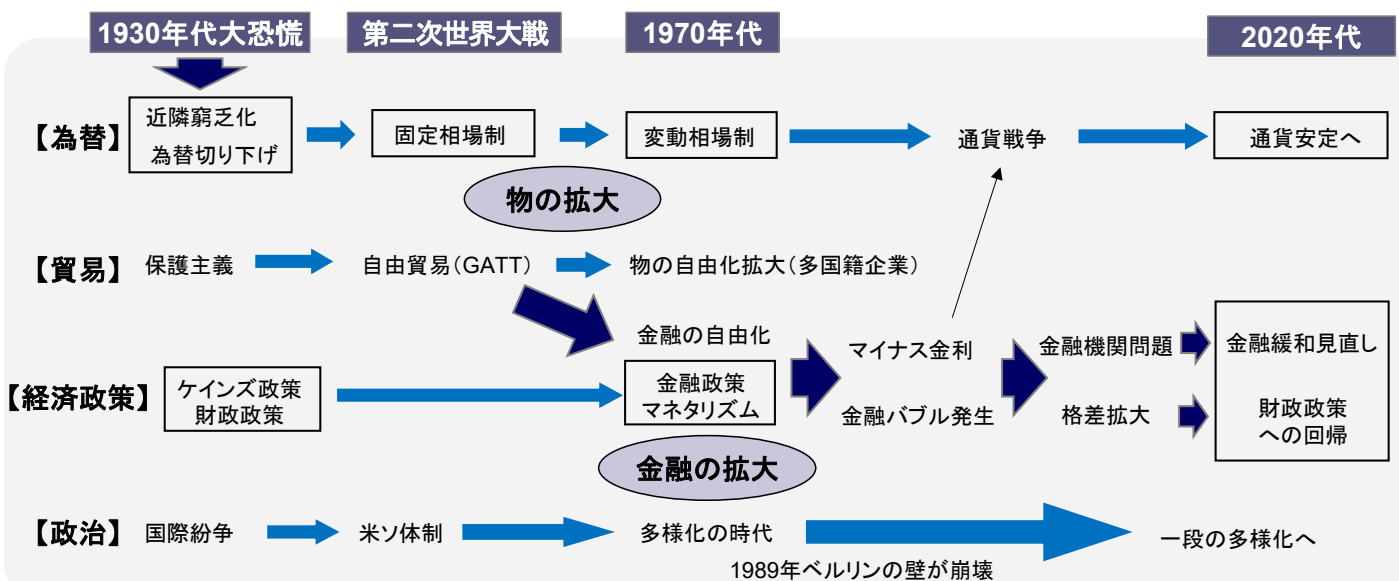 1930年代大恐慌
第二次世界大戦
1970年代
2020年代
【為替】
近隣窮乏化
為替切り下げ
固定相場制
変動相場制
通貨戦争
通貨安定へ
物の拡大
【貿易】
保護主義
自由貿易(GATT)
物の自由化拡大(多国籍企業)
金融の自由化
マイナス金利
金融機関問題
金融緩和見直し
【経済政策】
ケインズ政策
財政政策
金融政策
マネタリズム
金融バブル発生
格差拡大
財政政策
への回帰
金融の拡大
【政治】
国際紛争
米ソ体制
多様化の時代
一段の多様化へ
1989年ベルリンの壁が崩壊